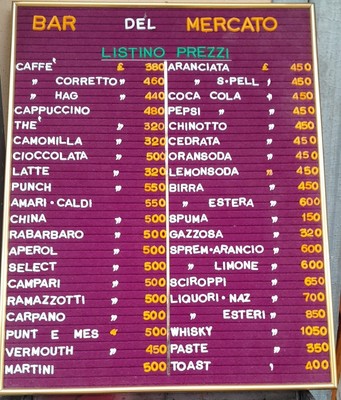 BAR DEL MERCATO
LISTINO PREZZI
CAFFE' £ 380
" CORRETTO " 460
" HAG " 440
CAPPUCCINO 480
THE' " 320
CAMOMILLA " 320
CIOCCOLATA " 500
LATTE " 320
PUNCH " 550
AMARI·CALDI 550
CHINA " 500
RABARBARO " 500
APEROL " 500
SELECT " 500
CAMPARI " 500
RAMAZZOTTI " 500
CARPANO " 500
PUNT E MES " 500
VERMOUTH " 450
MARTINI 500
ARANCIATA £ 450
" S·PELL , 450
COCA COLA , 450
PEPSI " 450
CHINOTTO " 450
CEDRATA " 450
ORANSODA " 450
LEMONSODA " 450
BIRRA " 450
" ESTERA " 600
SPUMA " 150
GAZZOSA " 320
SPREM·ARANCIO " 600
" LIMONE " 600
SCIROPPI " 650
LIQUORI·NAZ " 700
" ESTERI " 850
WHISKY " 1050
PASTE " 350
TOAST , 400